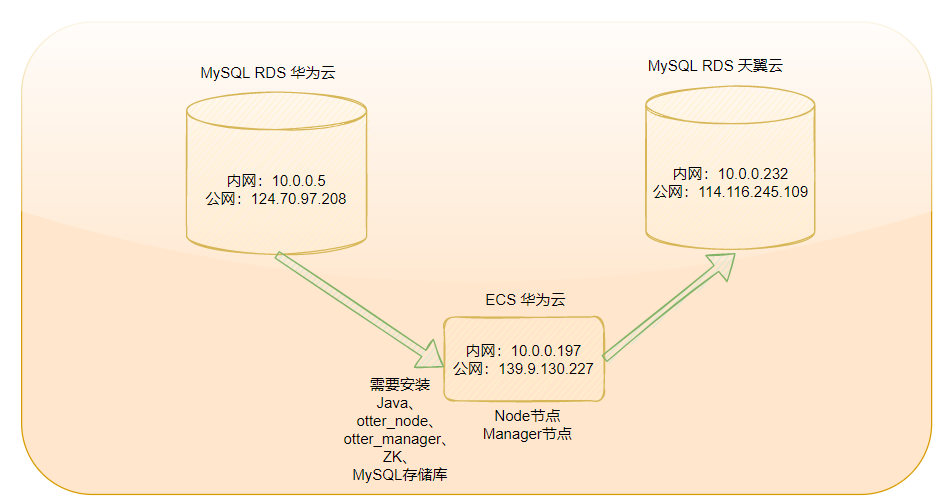 MySQL RDS 华为云
内网：10.0.0.5
公网：124.70.97.208
MySQL RDS 天翼云
内网：10.0.0.232
公网：114.116.245.109
ECS 华为云
内网：10.0.0.197
公网：139.9.130.227
Node节点
Manager节点
需要安装
Java、
otter_node、
otter_manager、
ZK、
MySQL存储库